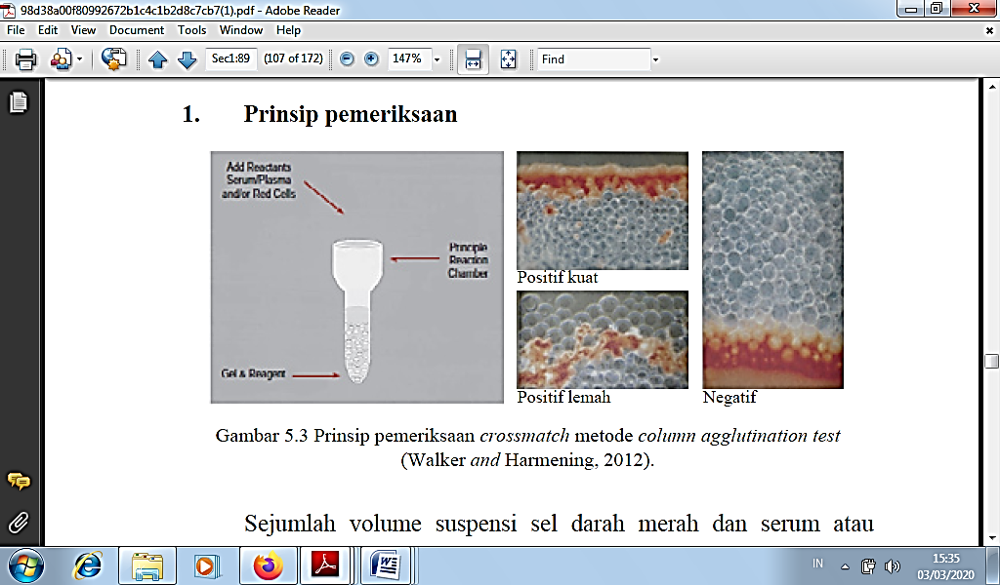 98d38a00f80992672b1c4c1b2d8c7cb7(1).pdf - Adobe Reader
File Edit View Document Tools Window Help
Sec1:89 (107 of 172) 147% Find
1. Prinsip pemeriksaan
Add Reactants
Serum/Plasma
and/or Red Cells
Principle
Reaction
Chamber
Gel & Reagent
Positif kuat
Positif lemah
Negatif
Gambar 5.3 Prinsip pemeriksaan crossmatch metode column agglutination test
(Walker and Harmening, 2012).
Sejumlah volume suspensi sel darah merah dan serum atau
IN
15:35
03/03/2020